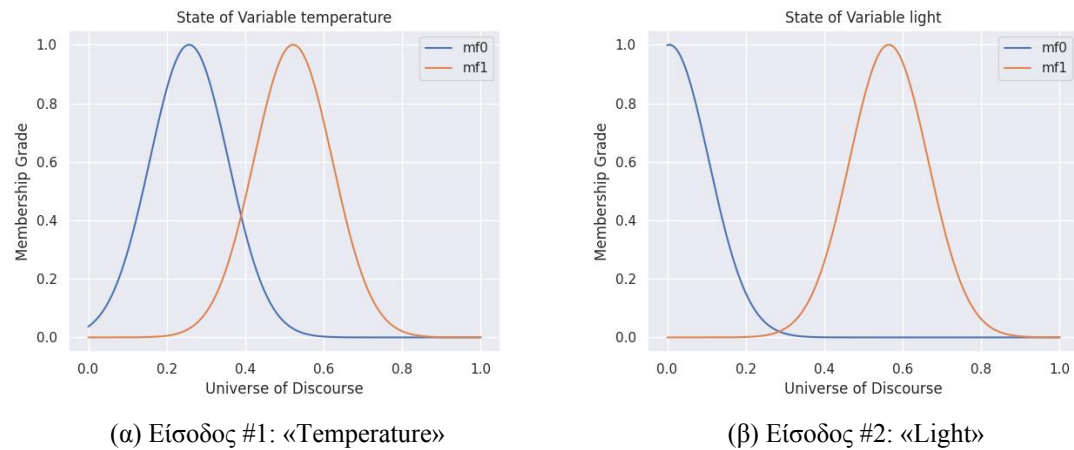 State of Variable temperature
mf0
mf1
1.0
0.8
0.6
0.4
0.2
0.0
Membership Grade
0.0 0.2 0.4 0.6 0.8 1.0
Universe of Discourse
(α) Είσοδος #1: «Temperature»
State of Variable light
mf0
mf1
1.0
0.8
0.6
0.4
0.2
0.0
Membership Grade
0.0 0.2 0.4 0.6 0.8 1.0
Universe of Discourse
(β) Είσοδος #2: «Light»